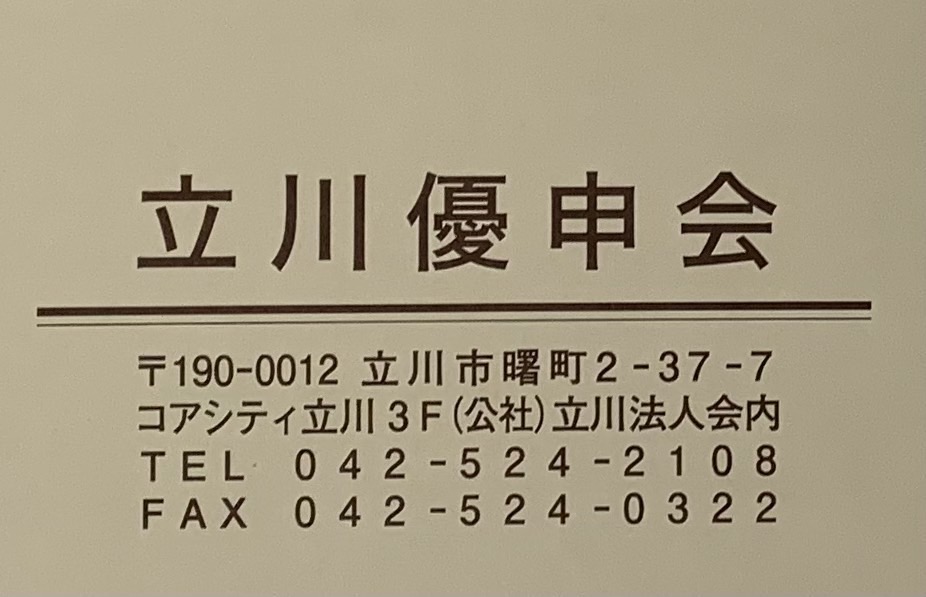 立川優申会
〒190-0012 立川市曙町2-37-7
コアシティ立川3F(公社)立川法人会内
TEL 042-524-2108
FAX 042-524-0322